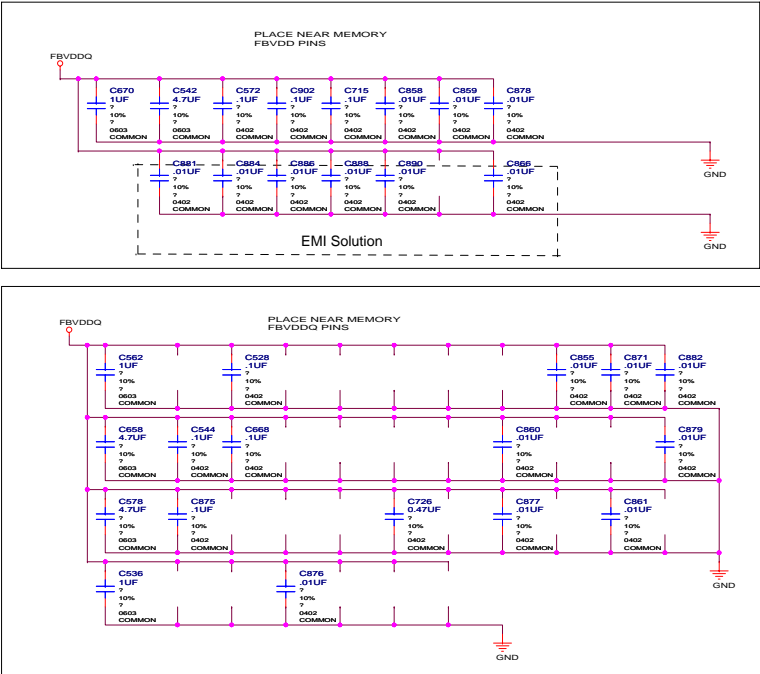 PLACE NEAR MEMORY
FBVDD PINS
FBVDDQ
C670
1UF
?
10%
?
0603
COMMON
C542
4.7UF
?
10%
?
0603
COMMON
C572
.1UF
?
10%
?
0402
COMMON
C902
.1UF
?
10%
?
0402
COMMON
C715
.1UF
?
10%
?
0402
COMMON
C858
.01UF
?
10%
?
0402
COMMON
C859
.01UF
?
10%
?
0402
COMMON
C878
.01UF
?
10%
?
0402
COMMON
GND
C881
.01UF
?
10%
?
0402
COMMON
C884
.01UF
?
10%
?
0402
COMMON
C886
.01UF
?
10%
?
0402
COMMON
C888
.01UF
?
10%
?
0402
COMMON
C890
.01UF
?
10%
?
0402
COMMON
C866
.01UF
?
10%
?
0402
COMMON
GND
EMI Solution
PLACE NEAR MEMORY
FBVDDQ PINS
FBVDDQ
C562
1UF
?
10%
?
0603
COMMON
C528
.1UF
?
10%
?
0402
COMMON
C855
.01UF
?
10%
?
0402
COMMON
C871
.01UF
?
10%
?
0402
COMMON
C882
.01UF
?
10%
?
0402
COMMON
C658
4.7UF
?
10%
?
0603
COMMON
C544
.1UF
?
10%
?
0402
COMMON
C668
.1UF
?
10%
?
0402
COMMON
C860
.01UF
?
10%
?
0402
COMMON
C879
.01UF
?
10%
?
0402
COMMON
C578
4.7UF
?
10%
?
0603
COMMON
C875
.1UF
?
10%
?
0402
COMMON
C726
0.47UF
?
10%
?
0402
COMMON
C877
.01UF
?
10%
?
0402
COMMON
C861
.01UF
?
10%
?
0402
COMMON
GND
C536
1UF
?
10%
?
0603
COMMON
C876
.01UF
?
10%
?
0402
COMMON
GND